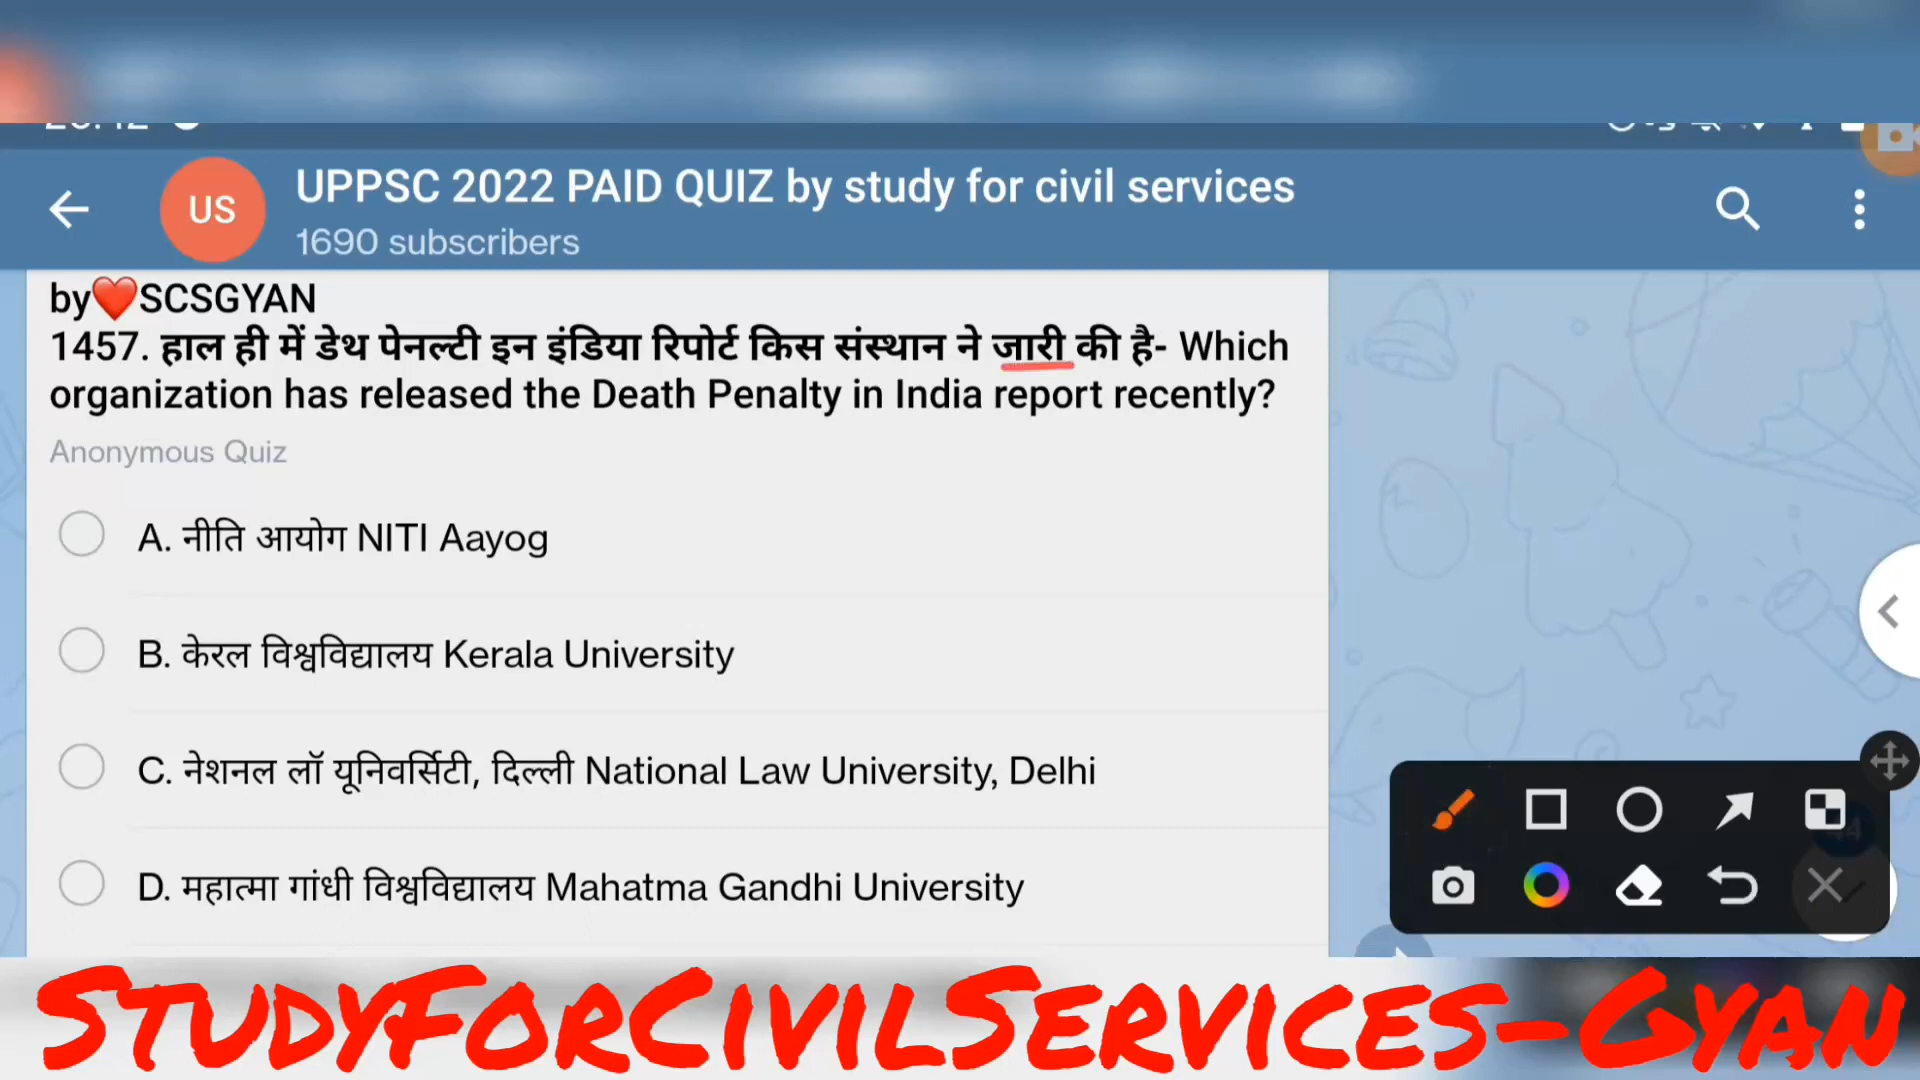 US
UPPSC 2022 PAID QUIZ by study for civil services
1690 subscribers
by❤️SCSGYAN
1457. हाल ही में डेथ पेनल्टी इन इंडिया रिपोर्ट किस संस्थान ने जारी की है- Which
organization has released the Death Penalty in India report recently?
Anonymous Quiz
A. नीति आयोग NITI Aayog
B. केरल विश्वविद्यालय Kerala University
C. नेशनल लॉ यूनिवर्सिटी, दिल्ली National Law University, Delhi
D. महात्मा गांधी विश्वविद्यालय Mahatma Gandhi University
StudyForCivilServices-Gyan